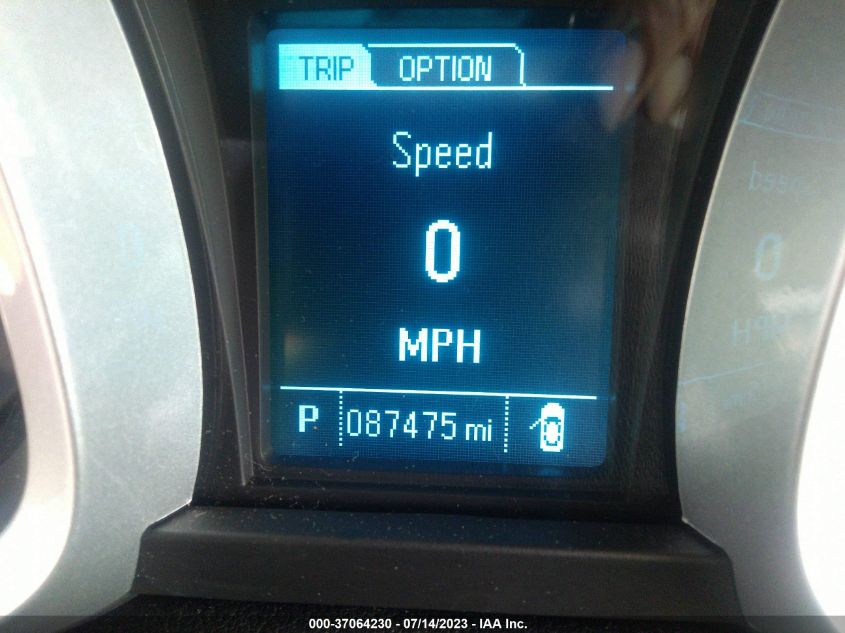 TRIP OPTION
Speed
0
MPH
P 087475 mi
000-37064230 - 07/14/2023 - IAA Inc.